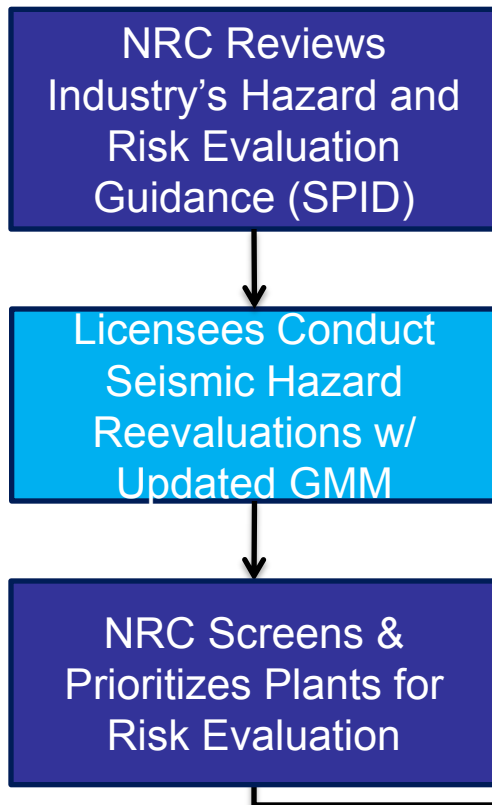 NRC Reviews
Industry’s Hazard and
Risk Evaluation
Guidance (SPID)
Licensees Conduct
Seismic Hazard
Reevaluations w/
Updated GMM
NRC Screens &
Prioritizes Plants for
Risk Evaluation